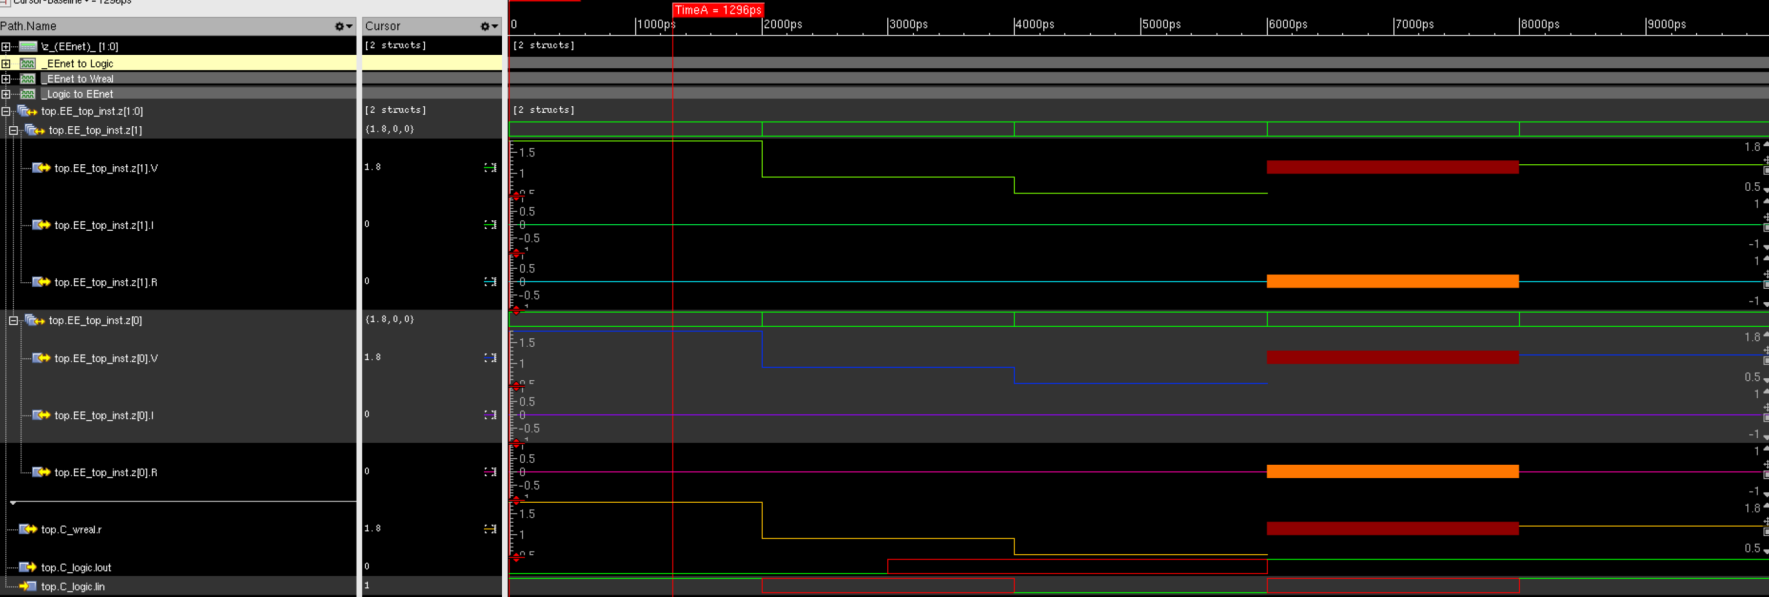 Cursor-Baseline = 1296ps
TimeA = 1296ps
Path.Name Cursor 0 1000ps 2000ps 3000ps 4000ps 5000ps 6000ps 7000ps 8000ps 9000ps
\z_(EEnet)_ [1:0] [2 structs] [2 structs]
_EEnet to Logic
_EEnet to Wreal
_Logic to EEnet
top.EE_top_inst.z[1:0] [2 structs] [2 structs]
top.EE_top_inst.z[1] {1.8,0,0}
1.5 1.8
top.EE_top_inst.z[1].V 1.8 1
0.5
0.5 1
top.EE_top_inst.z[1].I 0 0
-0.5 -1
0.5 1
top.EE_top_inst.z[1].R 0 0
-0.5 -1
top.EE_top_inst.z[0] {1.8,0,0}
1.5 1.8
top.EE_top_inst.z[0].V 1.8 1
0.5
0.5 1
top.EE_top_inst.z[0].I 0 0
-0.5 -1
0.5 1
top.EE_top_inst.z[0].R 0 0
-0.5 -1
1.5 1.8
top.C_wreal.r 1.8 1
0.5
top.C_logic.lout 0
top.C_logic.lin 1